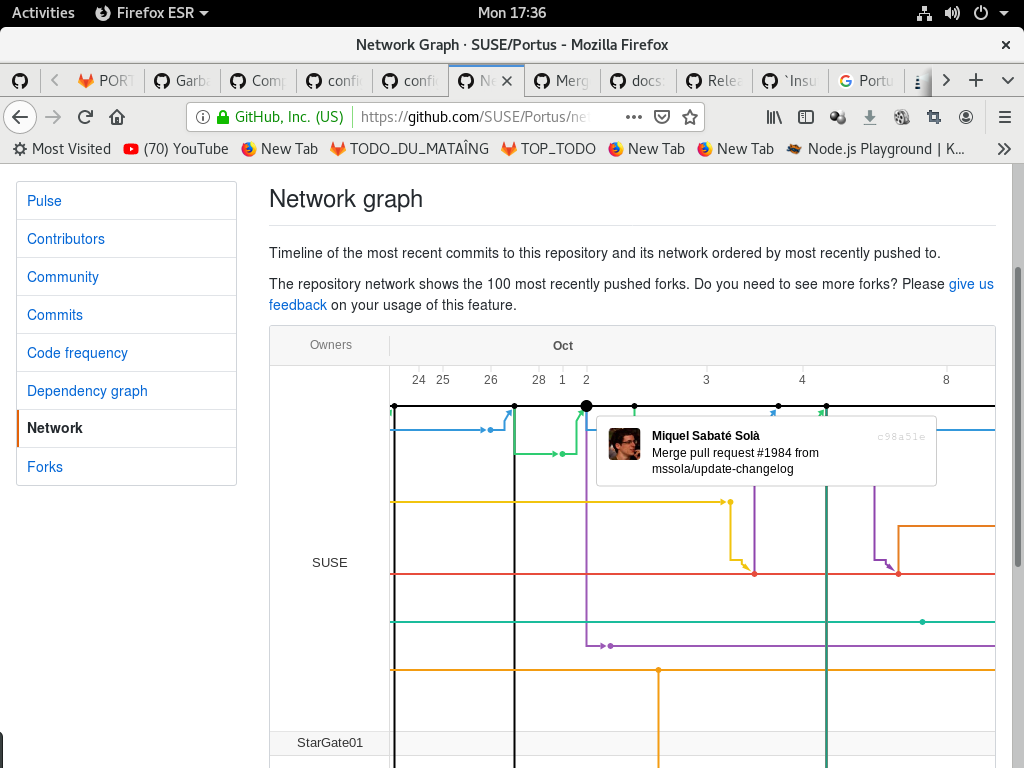 Activities Firefox ESR Mon 17:36
Network Graph · SUSE/Portus - Mozilla Firefox
PORT Garba Comp config config Ne Merg docs: Relea `Insu Portu
GitHub, Inc. (US) https://github.com/SUSE/Portus/net
Most Visited (70) YouTube New Tab TODO_DU_MATAÎNG TOP_TODO New Tab New Tab Node.js Playground | K...
Pulse
Contributors
Community
Commits
Code frequency
Dependency graph
Network
Forks
Network graph
Timeline of the most recent commits to this repository and its network ordered by most recently pushed to.
The repository network shows the 100 most recently pushed forks. Do you need to see more forks? Please give us
feedback on your usage of this feature.
Owners Oct
24 25 26 28 1 2 3 4 8
Miquel Sabaté Solà c98a51e
Merge pull request #1984 from
mssola/update-changelog
SUSE
StarGate01